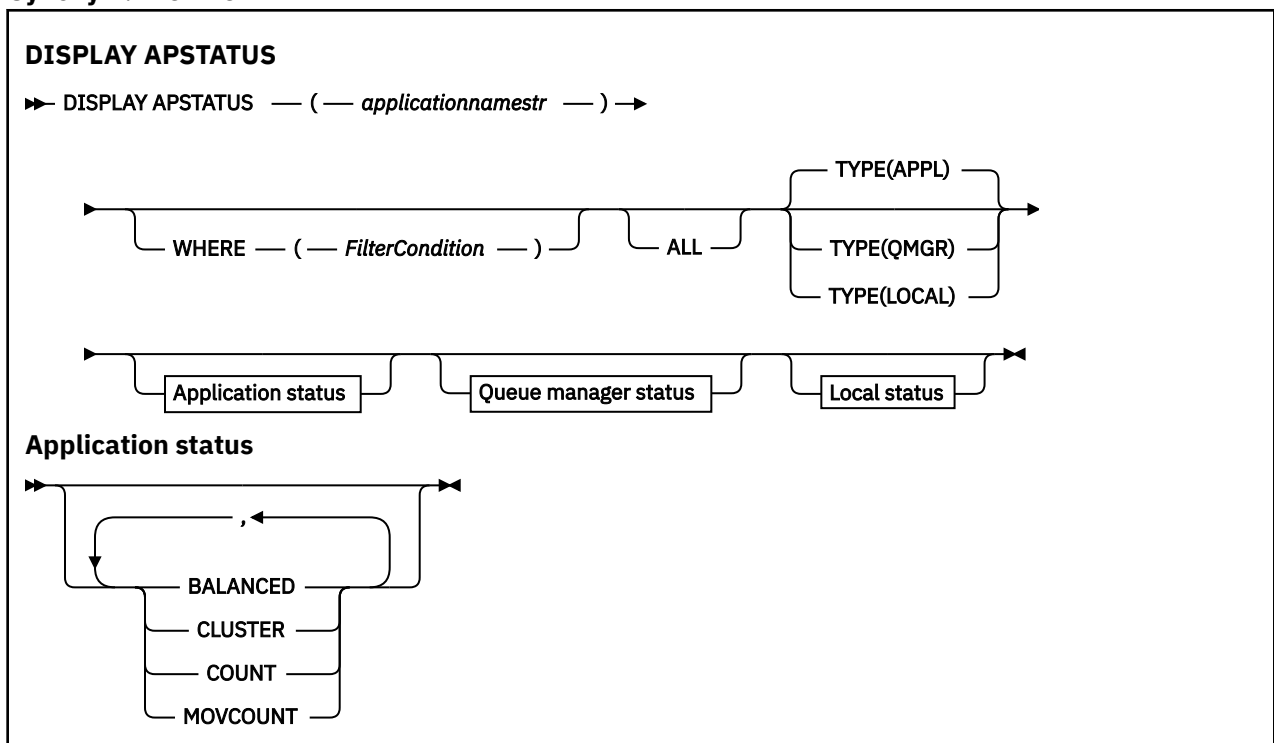 DISPLAY APSTATUS
DISPLAY APSTATUS ( applicationnamestr )
TYPE(APPL)
WHERE ( FilterCondition ) ALL TYPE(QMGR)
TYPE(LOCAL)
Application status Queue manager status Local status
Application status
,
BALANCED
CLUSTER
COUNT
MOVCOUNT